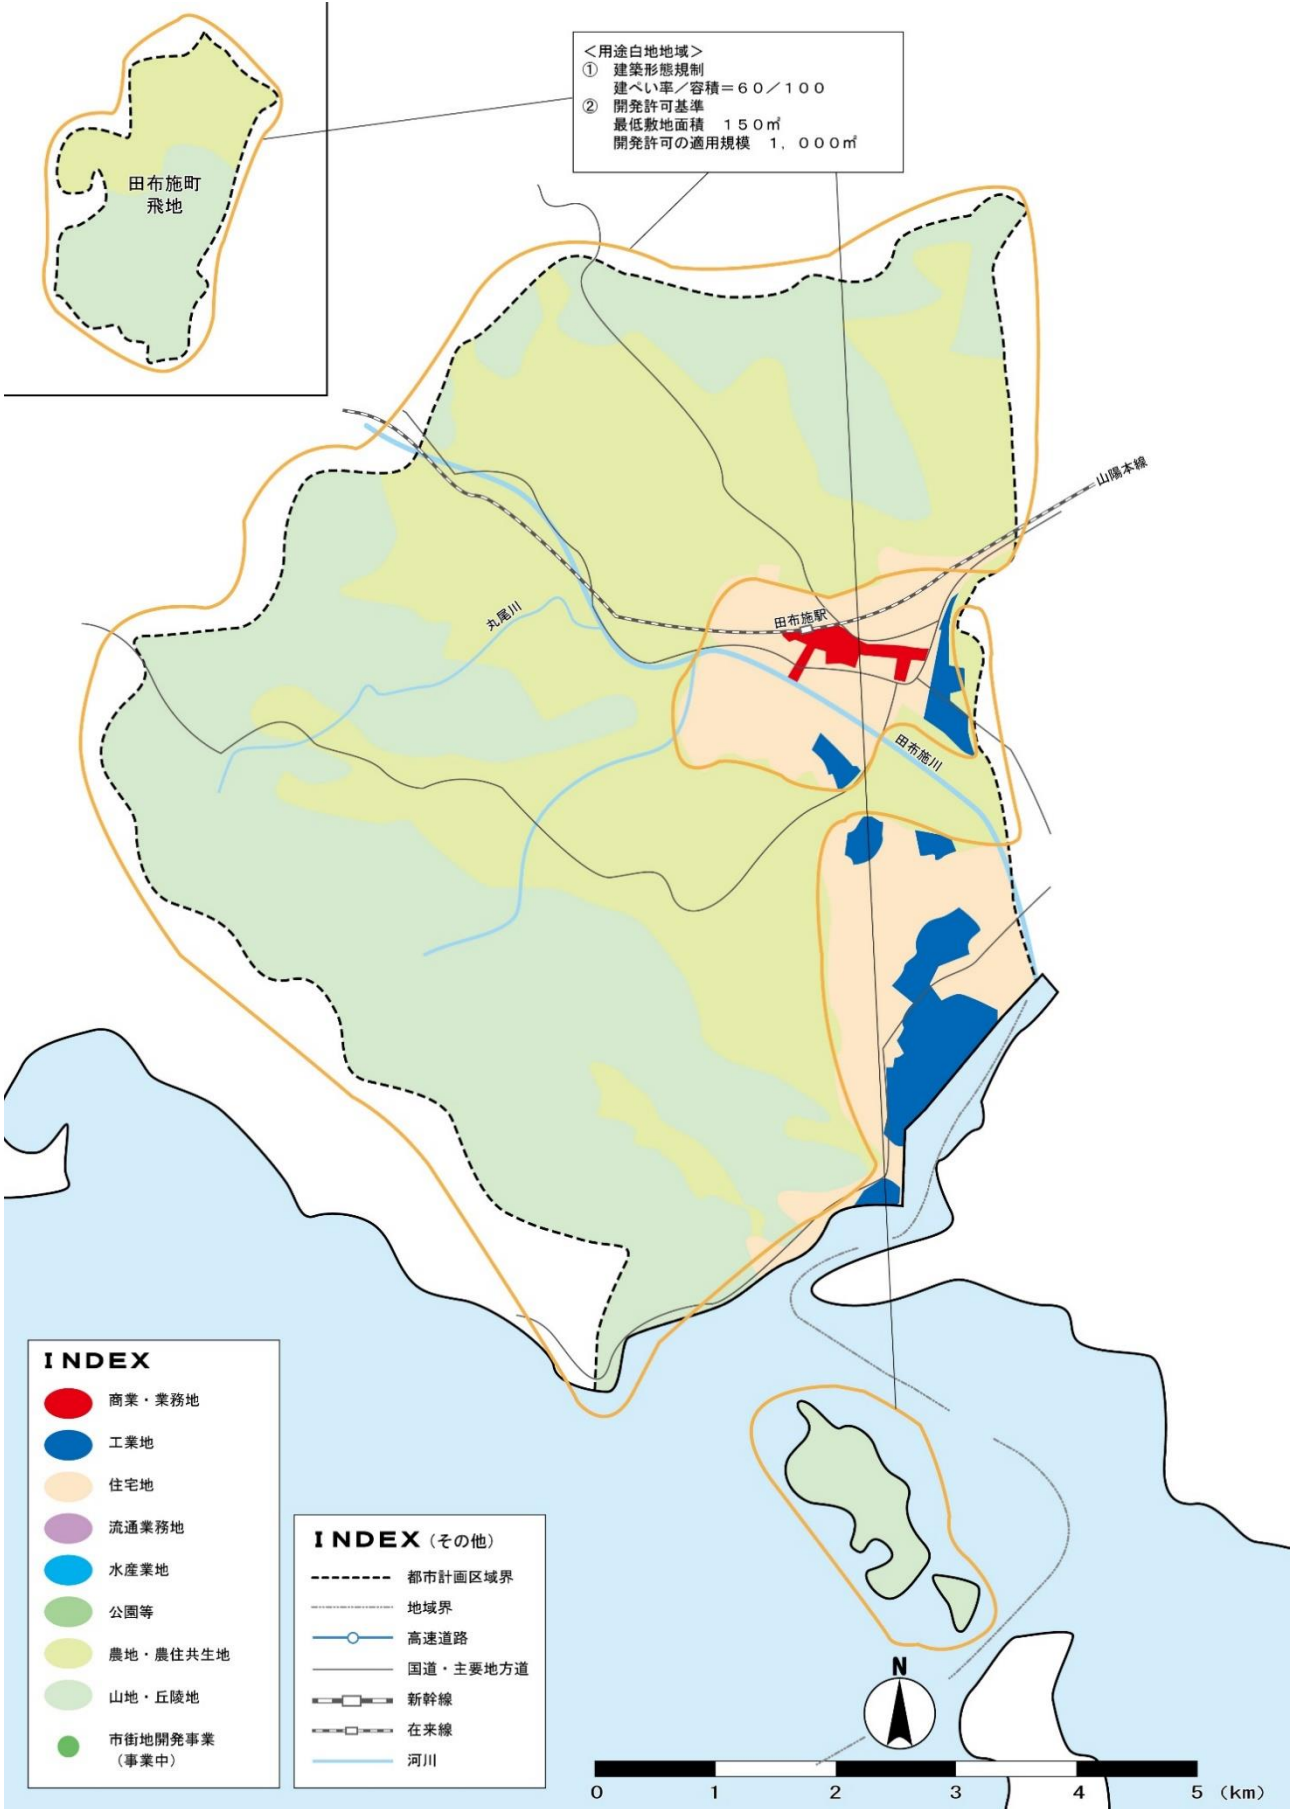 <用途白地地域>
① 建築形態規制
建ぺい率／容積＝６０／１００
② 開発許可基準
最低敷地面積 １５０㎡
開発許可の適用規模 １，０００㎡
田布施町
飛地
山陽本線
田布施駅
丸尾川
田布施川
INDEX
商業・業務地
工業地
住宅地
流通業務地
水産業地
公園等
農地・農住共生地
山地・丘陵地
市街地開発事業
（事業中）
INDEX（その他）
都市計画区域界
地域界
高速道路
国道・主要地方道
新幹線
在来線
河川
N
0 1 2 3 4 5 (km)